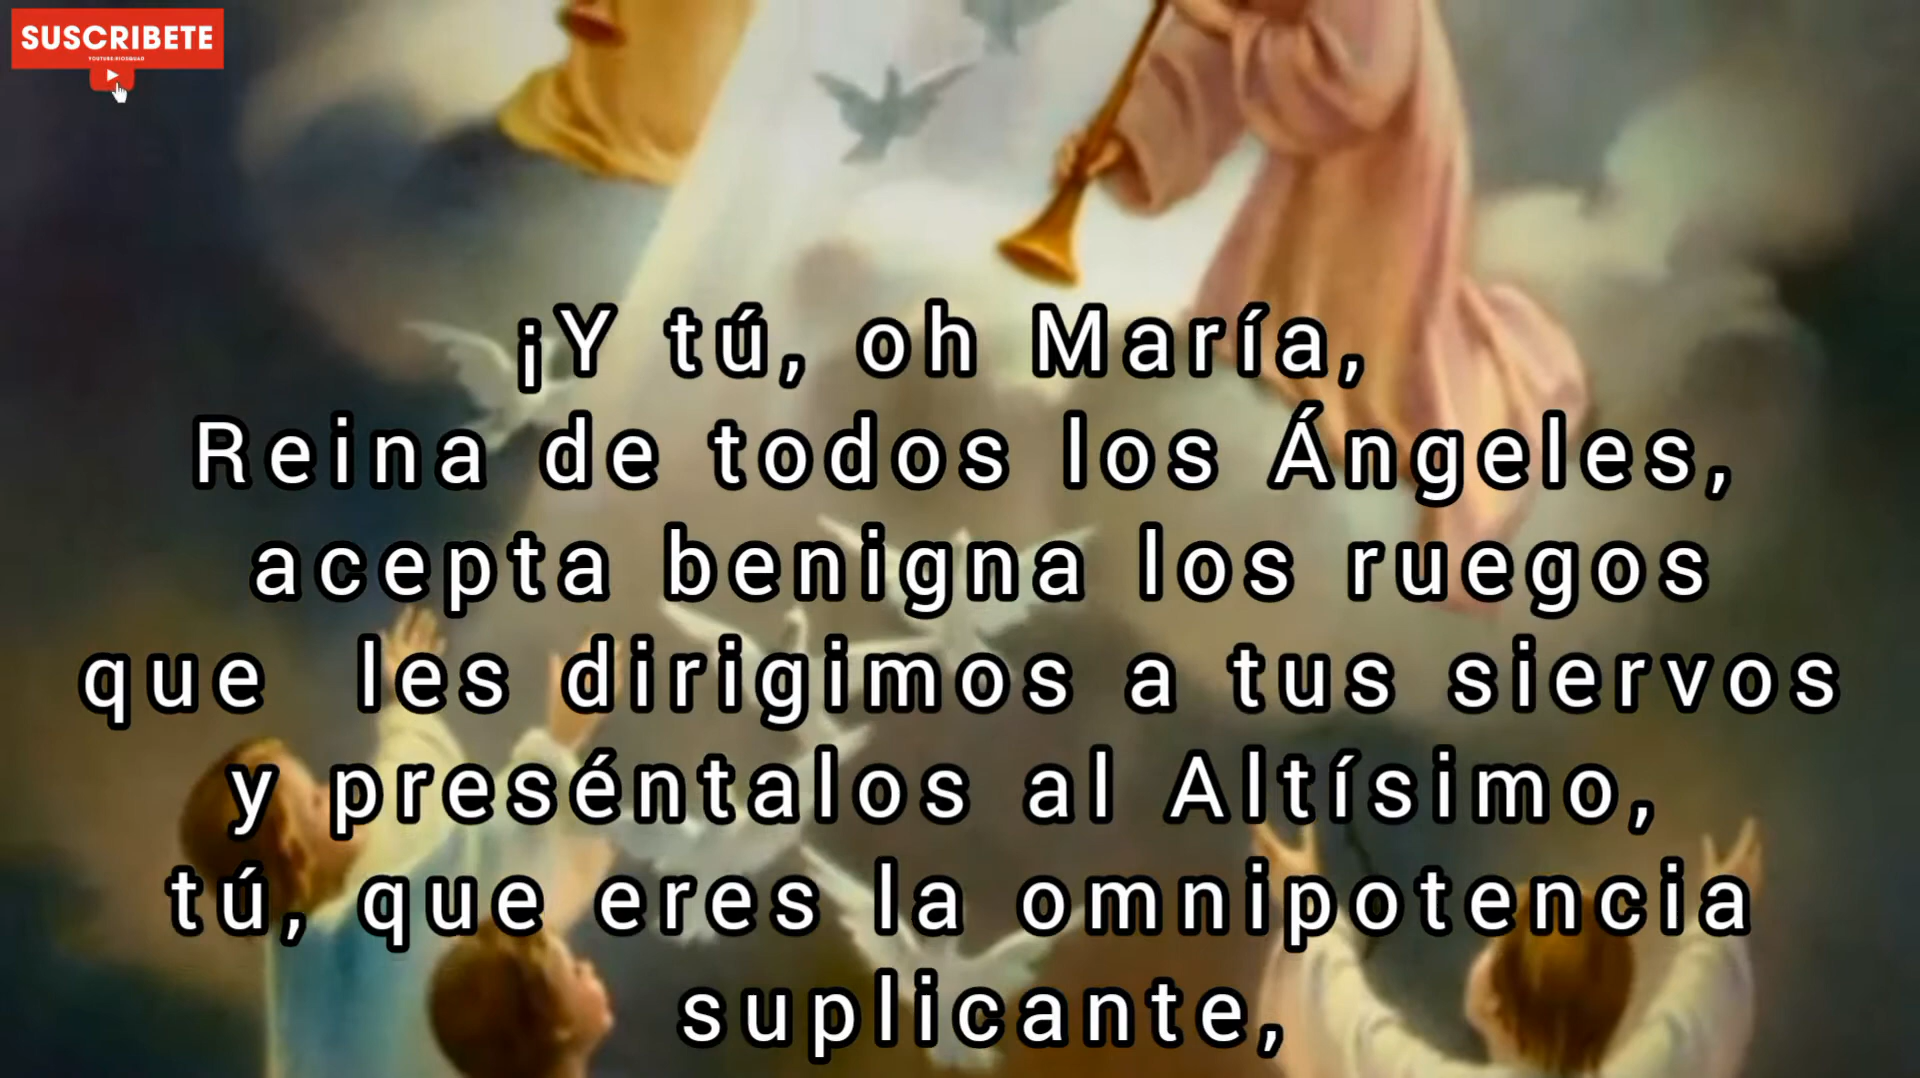 SUSCRIBETE
¡Y tú, oh María,
Reina de todos los Ángeles,
acepta benigna los ruegos
que les dirigimos a tus siervos
y preséntalos al Altísimo,
tú, que eres la omnipotencia
suplicante,